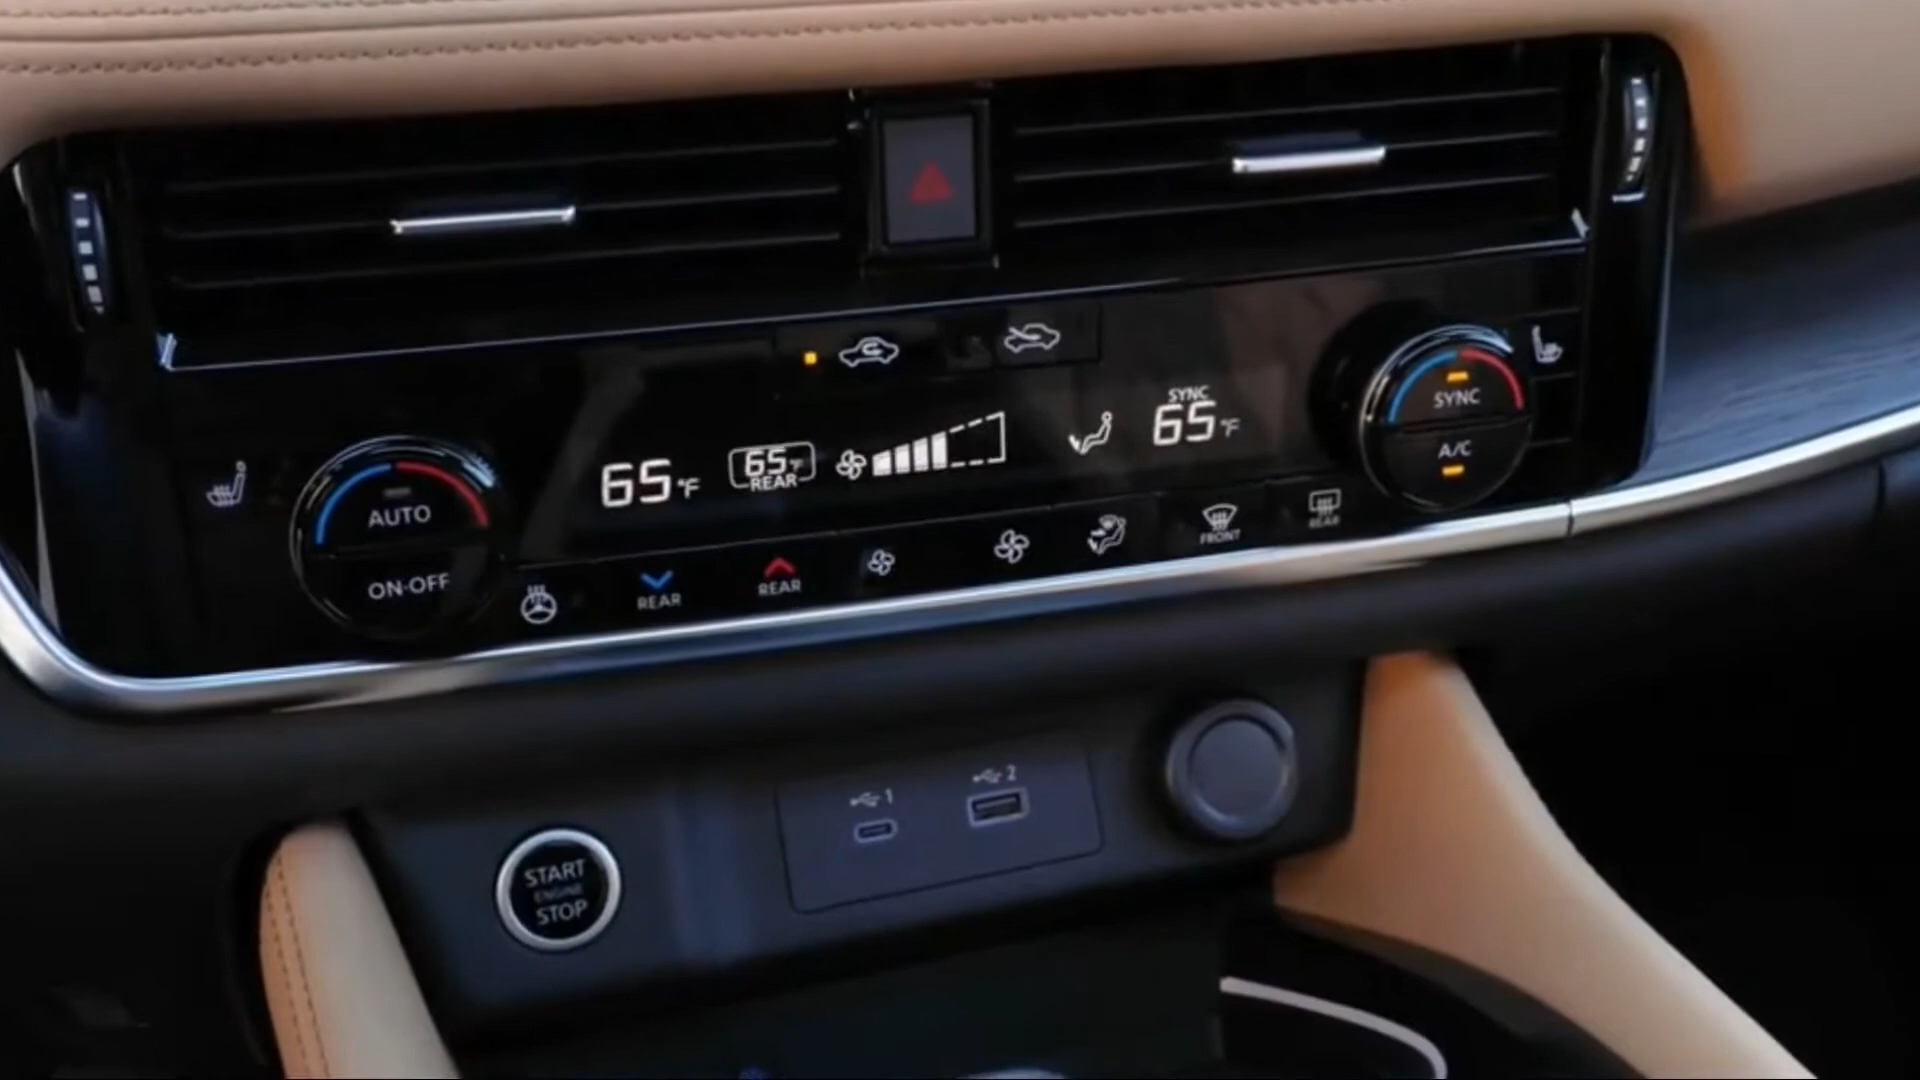 SYNC
65°F
65°F
REAR
65°F
SYNC
A/C
AUTO
ON·OFF
REAR
REAR
FRONT
REAR
1
2
START
ENGINE
STOP